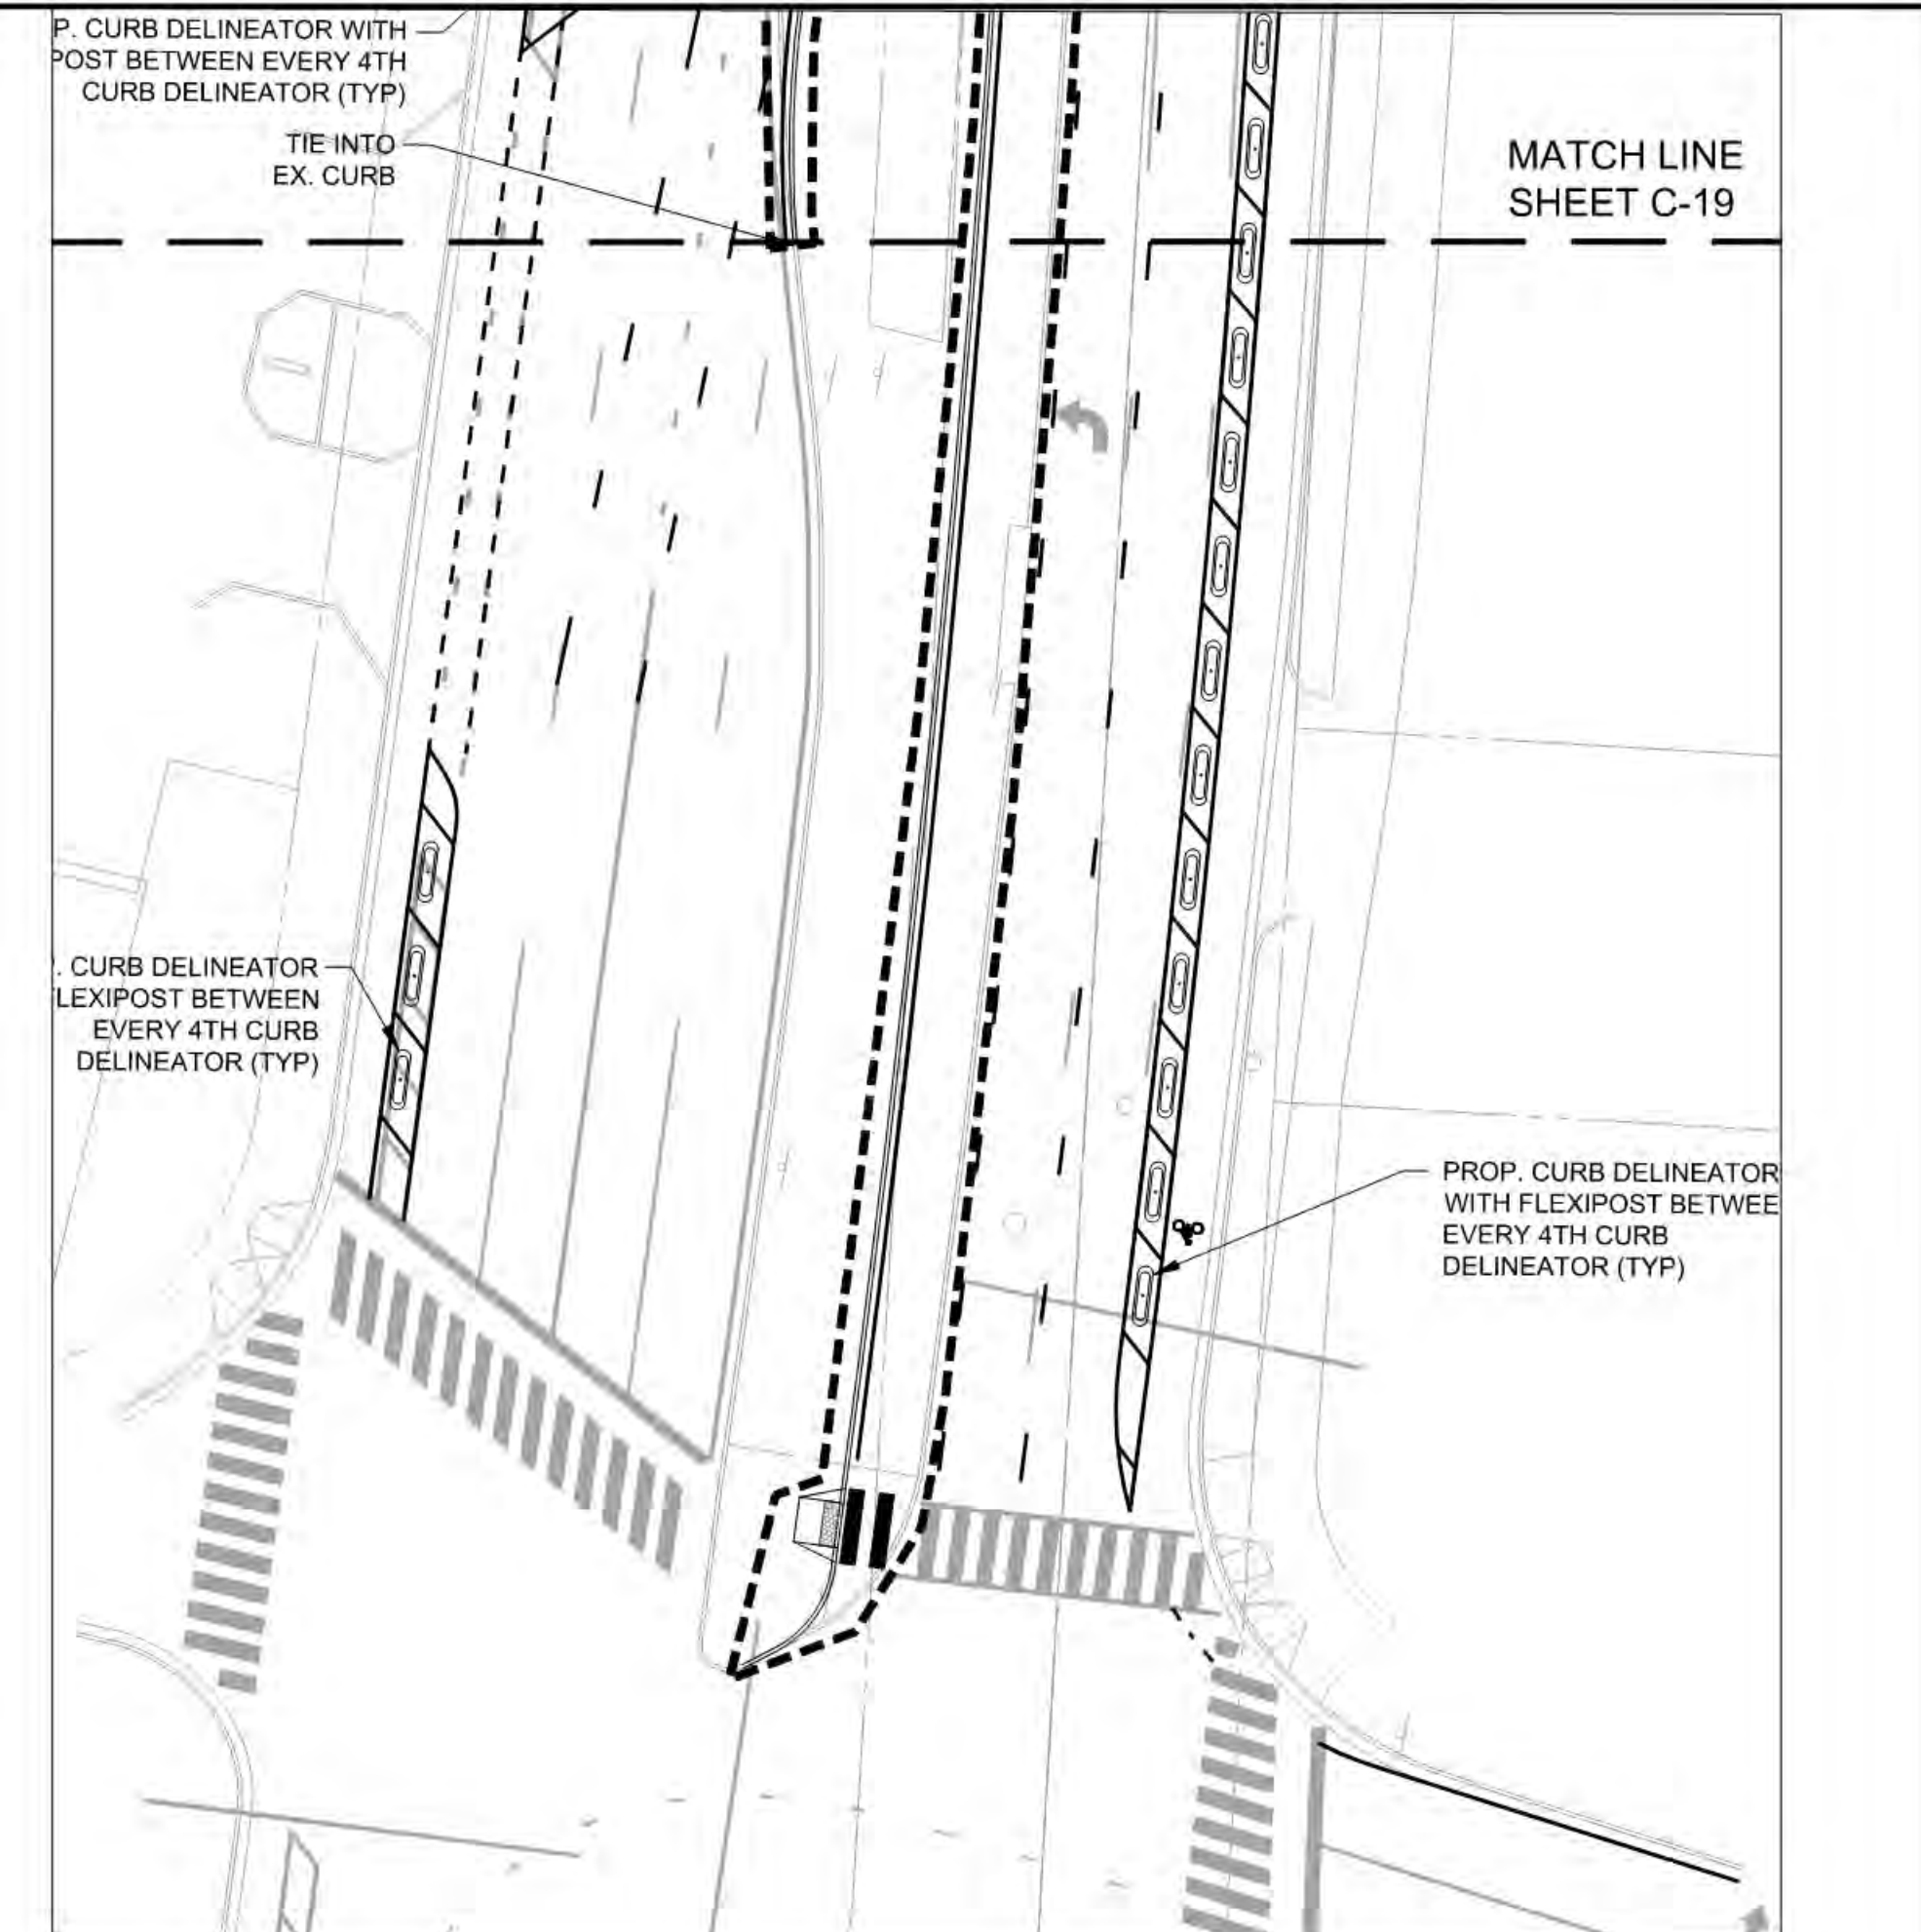 P. CURB DELINEATOR WITH
POST BETWEEN EVERY 4TH
CURB DELINEATOR (TYP)
TIE INTO
EX. CURB
MATCH LINE
SHEET C-19
. CURB DELINEATOR
LEXIPOST BETWEEN
EVERY 4TH CURB
DELINEATOR (TYP)
PROP. CURB DELINEATOR
WITH FLEXIPOST BETWEE
EVERY 4TH CURB
DELINEATOR (TYP)